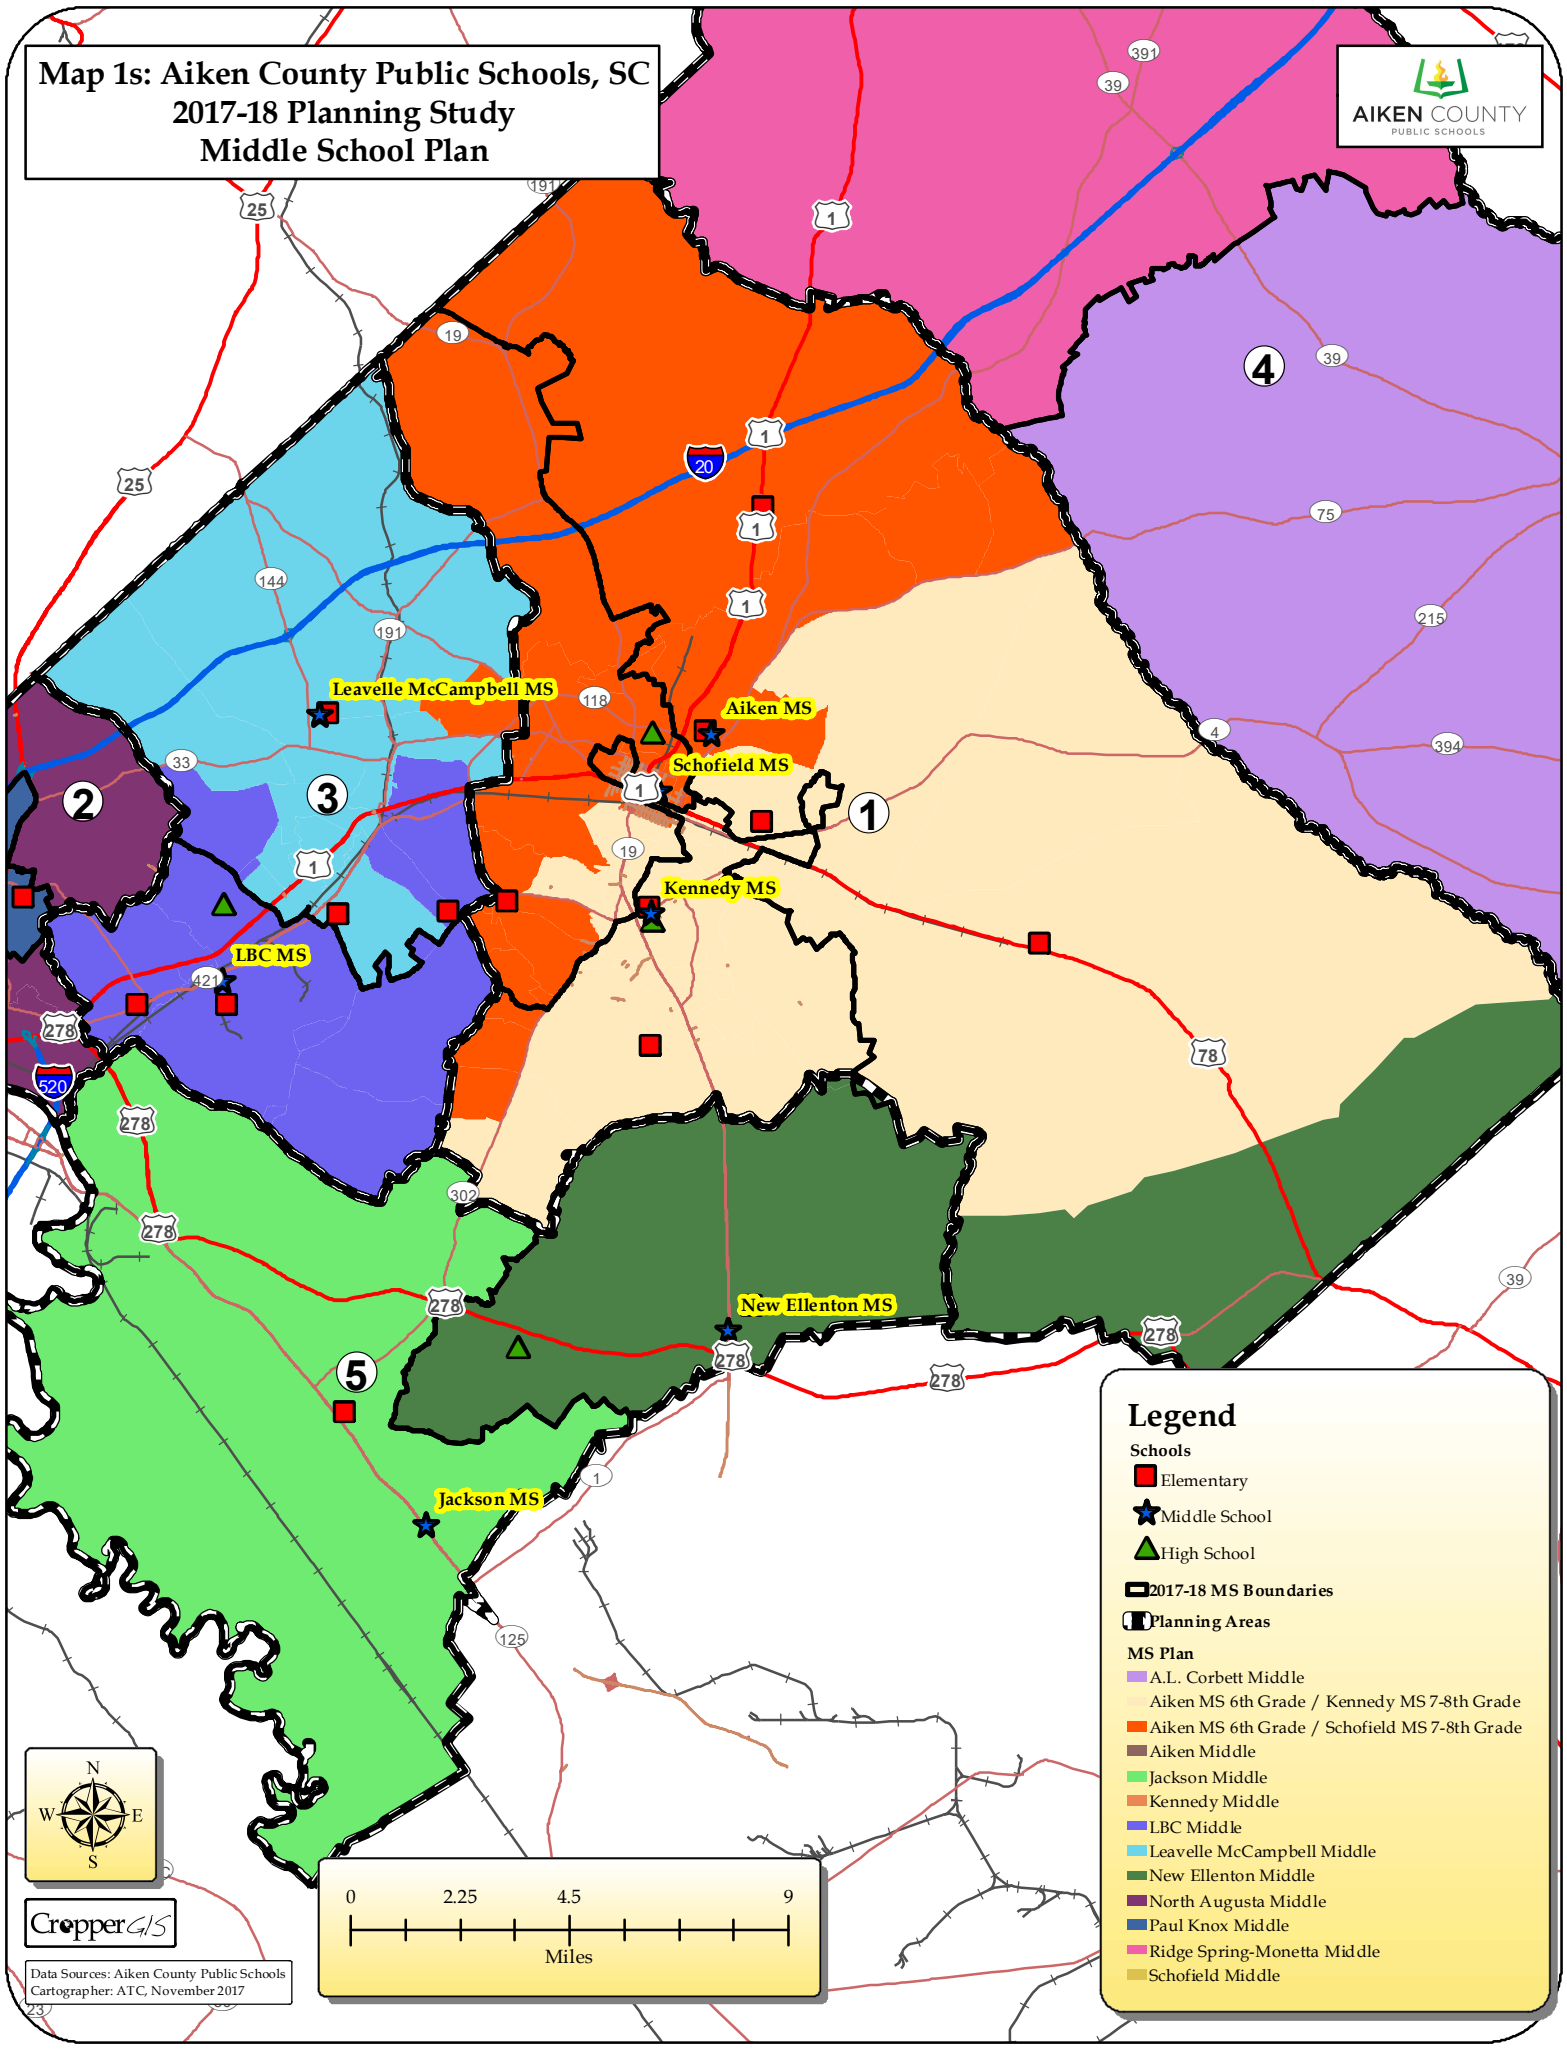 Map 1s: Aiken County Public Schools, SC
2017-18 Planning Study
Middle School Plan
AIKEN COUNTY
PUBLIC SCHOOLS
391
39
25
191
1
19
39
4
1
20
25
1
75
144
1
191
215
Leavelle McCampbell MS
118
Aiken MS
4
394
33
Schofield MS
2
3
1
1
19
1
Kennedy MS
LBC MS
421
278
78
520
278
302
278
39
278
New Ellenton MS
278
278
278
5
Jackson MS
1
125
23
Legend
Schools
Elementary
Middle School
High School
2017-18 MS Boundaries
Planning Areas
MS Plan
A.L. Corbett Middle
Aiken MS 6th Grade / Kennedy MS 7-8th Grade
Aiken MS 6th Grade / Schofield MS 7-8th Grade
Aiken Middle
Jackson Middle
Kennedy Middle
LBC Middle
Leavelle McCampbell Middle
New Ellenton Middle
North Augusta Middle
Paul Knox Middle
Ridge Spring-Monetta Middle
Schofield Middle
N
W E
S
0 2.25 4.5 9
Miles
Cropper GIS
Data Sources: Aiken County Public Schools
Cartographer: ATC, November 2017